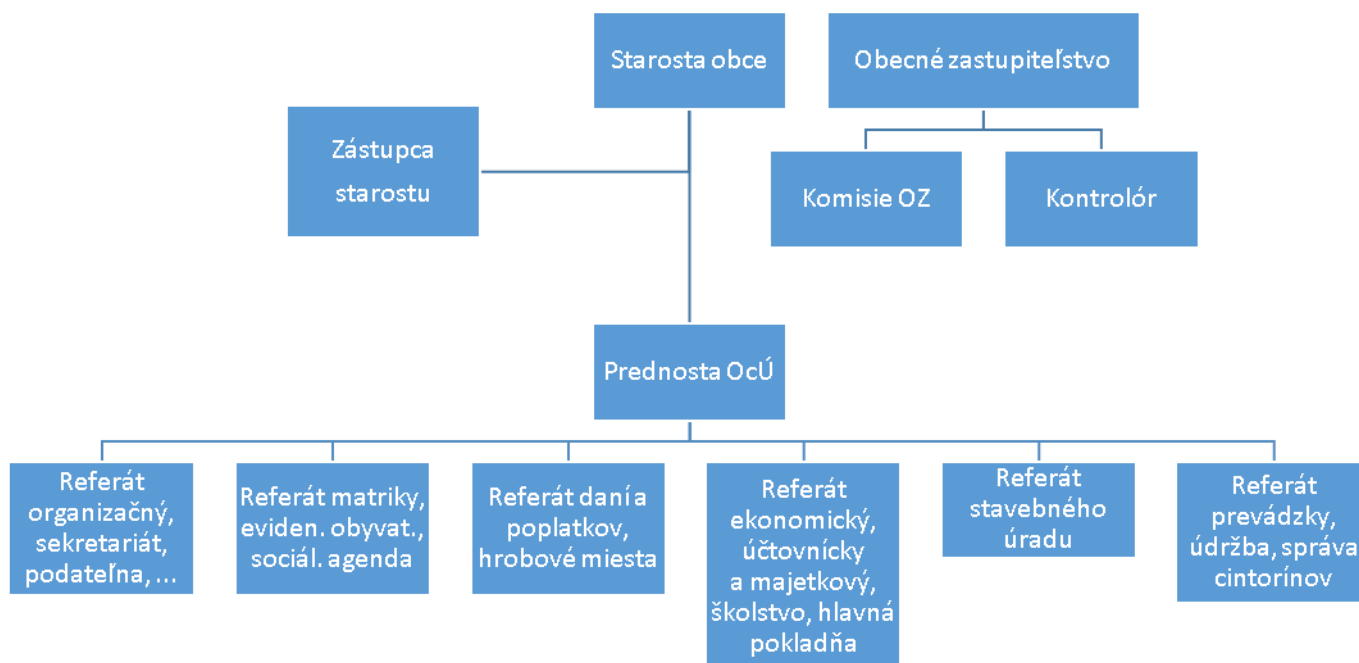 Starosta obce
Obecné zastupiteľstvo
Zástupca
starostu
Komisie OZ
Kontrolór
Prednosta OcÚ
Referát
organizačný,
sekretariát,
podateľna, ...
Referát matriky,
eviden. obyvat.,
sociál. agenda
Referát daní a
poplatkov,
hrobové miesta
Referát
ekonomický,
účtovnícky
a majetkový,
školstvo, hlavná
pokladňa
Referát
stavebného
úradu
Referát
prevádzky,
údržba, správa
cintorínov